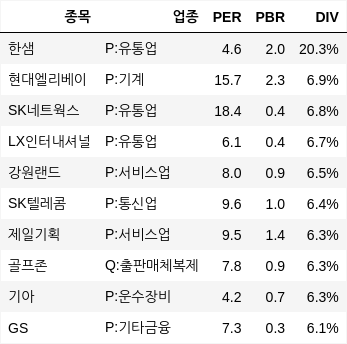 종목 업종 PER PBR DIV
한샘 P:유통업 4.6 2.0 20.3%
현대엘리베이 P:기계 15.7 2.3 6.9%
SK네트웍스 P:유통업 18.4 0.4 6.8%
LX인터내셔널 P:유통업 6.1 0.4 6.7%
강원랜드 P:서비스업 8.0 0.9 6.5%
SK텔레콤 P:통신업 9.6 1.0 6.4%
제일기획 P:서비스업 9.5 1.4 6.3%
골프존 Q:출판매체복제 7.8 0.9 6.3%
기아 P:운수장비 4.2 0.7 6.3%
GS P:기타금융 7.3 0.3 6.1%